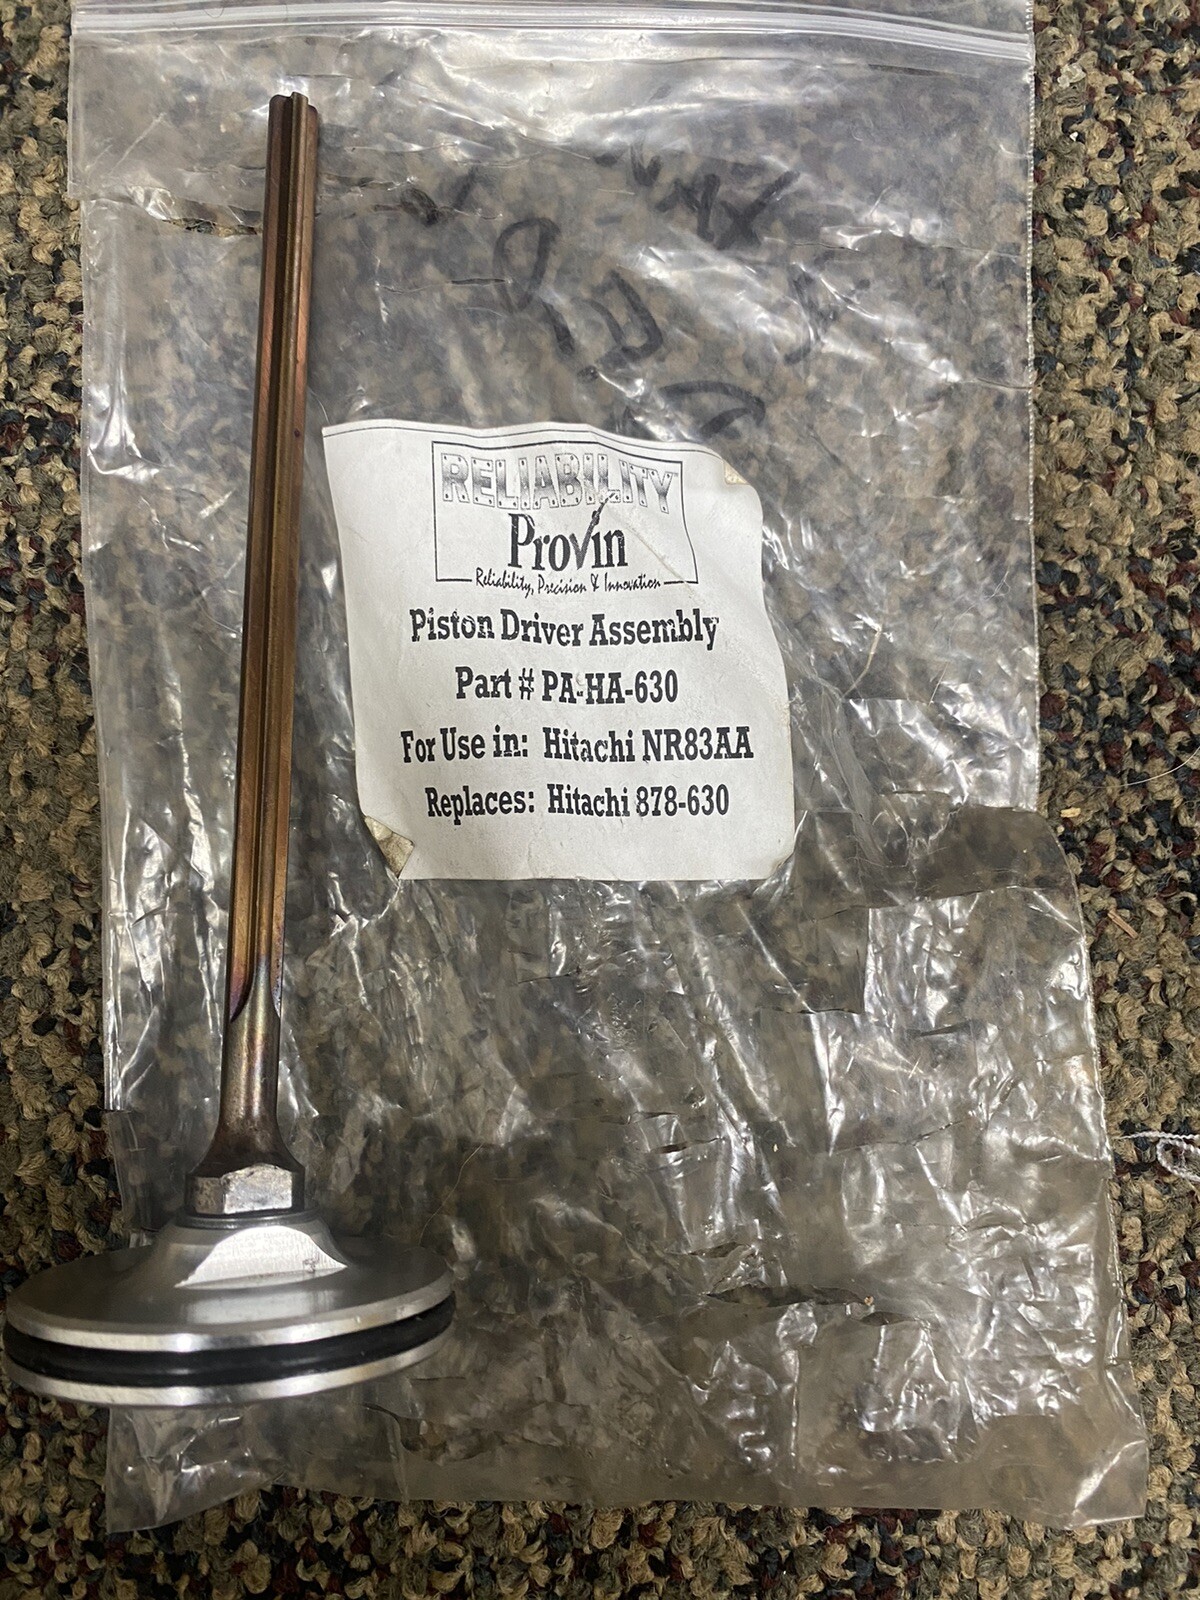 RELIABILITY
Provin
Reliability, Precision & Innovation
Piston Driver Assembly
Part # PA-HA-630
For Use in: Hitachi NR83AA
Replaces: Hitachi 878-630